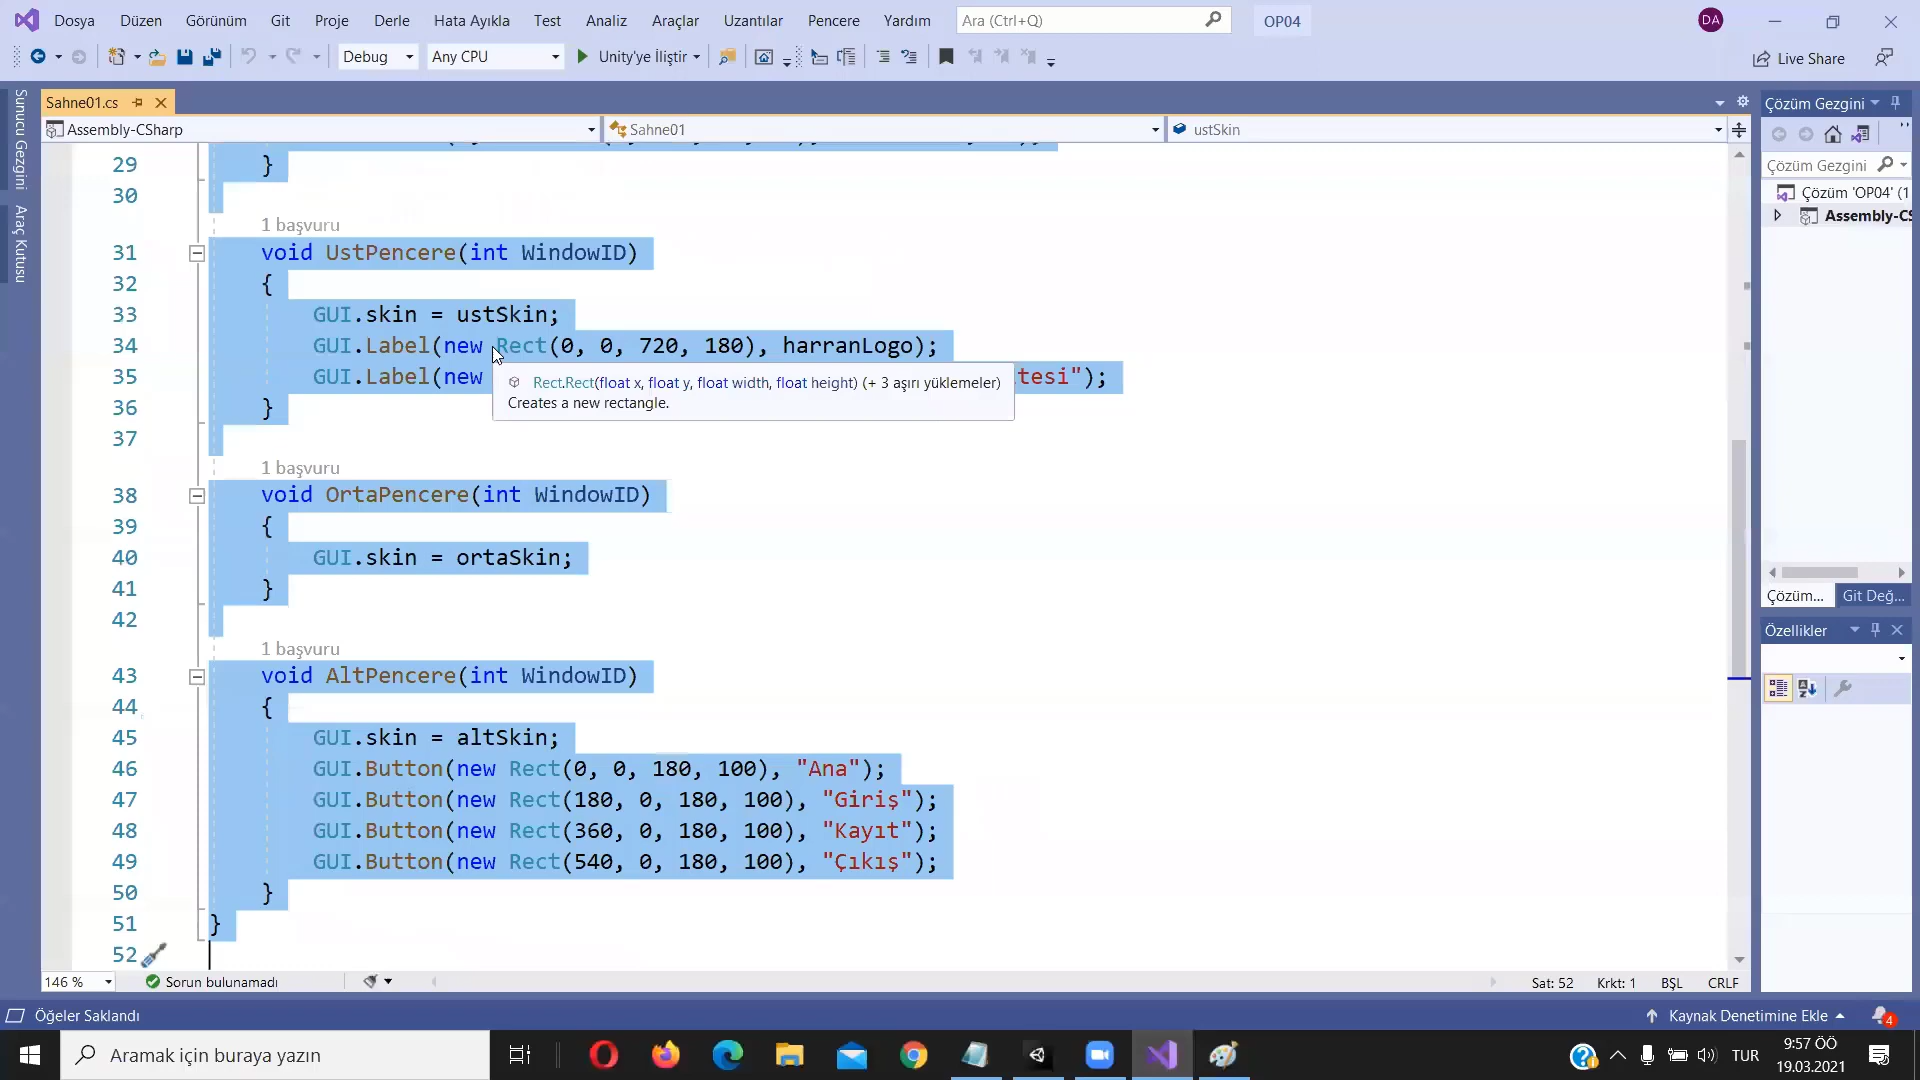 Dosya Düzen Görünüm Git Proje Derle Hata Ayıkla Test Analiz Araçlar Uzantılar Pencere Yardım Ara (Ctrl+Q) OP04 DA
Debug Any CPU Unity'ye İliştir Live Share
Sunucu Gezgini
Araç Kutusu
Sahne01.cs
Assembly-CSharp Sahne01 ustSkin
29 }
30
1 başvuru
31 void UstPencere(int WindowID)
32 {
33 GUI.skin = ustSkin;
34 GUI.Label(new Rect(0, 0, 720, 180), harranLogo);
35 GUI.Label(new tesi");
Rect.Rect(float x, float y, float width, float height) (+ 3 aşırı yüklemeler)
Creates a new rectangle.
36 }
37
1 başvuru
38 void OrtaPencere(int WindowID)
39 {
40 GUI.skin = ortaSkin;
41 }
42
1 başvuru
43 void AltPencere(int WindowID)
44 {
45 GUI.skin = altSkin;
46 GUI.Button(new Rect(0, 0, 180, 100), "Ana");
47 GUI.Button(new Rect(180, 0, 180, 100), "Giriş");
48 GUI.Button(new Rect(360, 0, 180, 100), "Kayıt");
49 GUI.Button(new Rect(540, 0, 180, 100), "Çıkış");
50 }
51 }
52
146 % Sorun bulunamadı Sat: 52 Krkt: 1 BŞL CRLF
Çözüm Gezgini
Çözüm Gezgini
Çözüm 'OP04' (1
Assembly-CS
Çözüm... Git Değ...
Özellikler
Öğeler Saklandı Kaynak Denetimine Ekle 4
Aramak için buraya yazın TUR 9:57 ÖÖ
19.03.2021